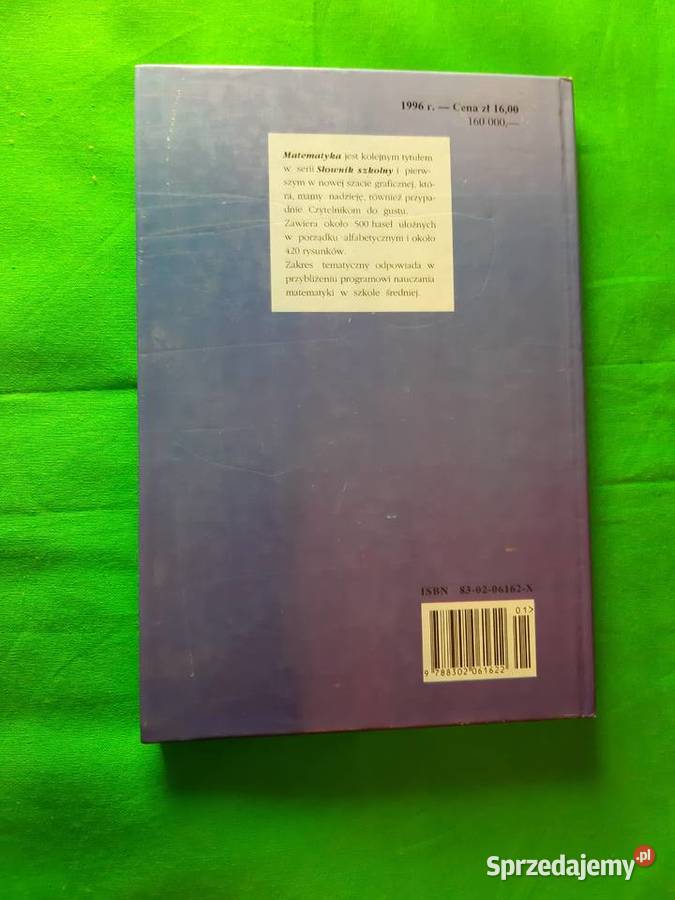 1996 r. — Cena zł 16,00
160 000,—
Matematyka jest kolejnym tytułem
w serii Słownik szkolny i pierw-
szym w nowej szacie graficznej, któ-
ra, mamy nadzieję, również przypa-
dnie Czytelnikom do gustu.
Zawiera około 500 haseł ułożnych
w porządku alfabetycznym i około
420 rysunków.
Zakres tematyczny odpowiada w
przybliżeniu programowi nauczania
matematyki w szkole średniej.
ISBN 83-02-06162-X
01>
9 788302 061622
Sprzedajemy.pl